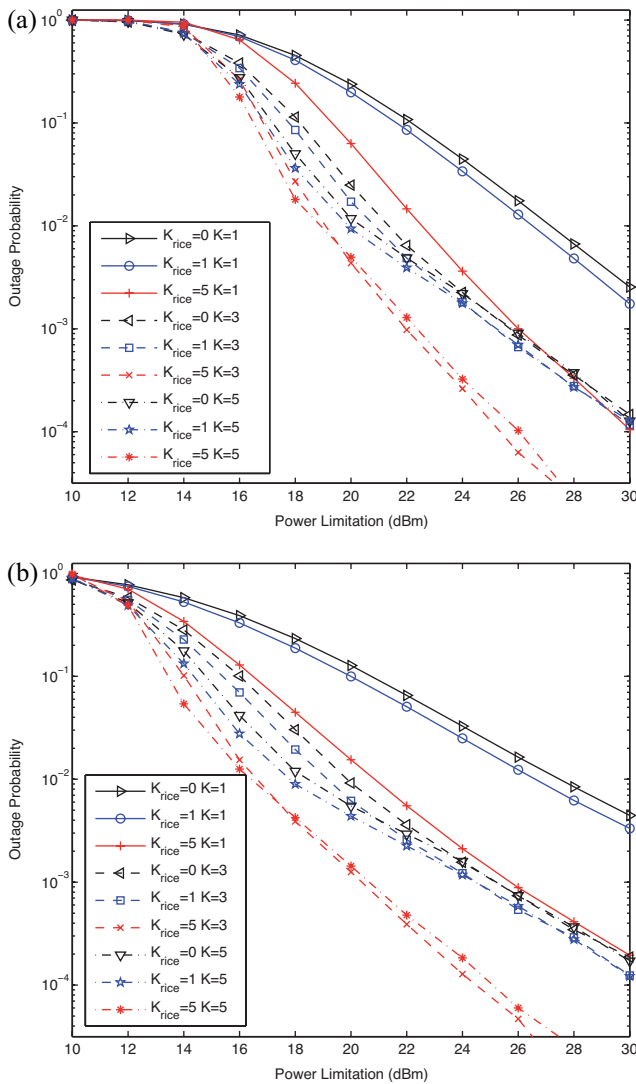 (a)
10^0
10^-1
10^-2
10^-3
10^-4
Outage Probability
K_rice=0 K=1
K_rice=1 K=1
K_rice=5 K=1
K_rice=0 K=3
K_rice=1 K=3
K_rice=5 K=3
K_rice=0 K=5
K_rice=1 K=5
K_rice=5 K=5
10 12 14 16 18 20 22 24 26 28 30
Power Limitation (dBm)
(b)
10^0
10^-1
10^-2
10^-3
10^-4
Outage Probability
K_rice=0 K=1
K_rice=1 K=1
K_rice=5 K=1
K_rice=0 K=3
K_rice=1 K=3
K_rice=5 K=3
K_rice=0 K=5
K_rice=1 K=5
K_rice=5 K=5
10 12 14 16 18 20 22 24 26 28 30
Power Limitation (dBm)